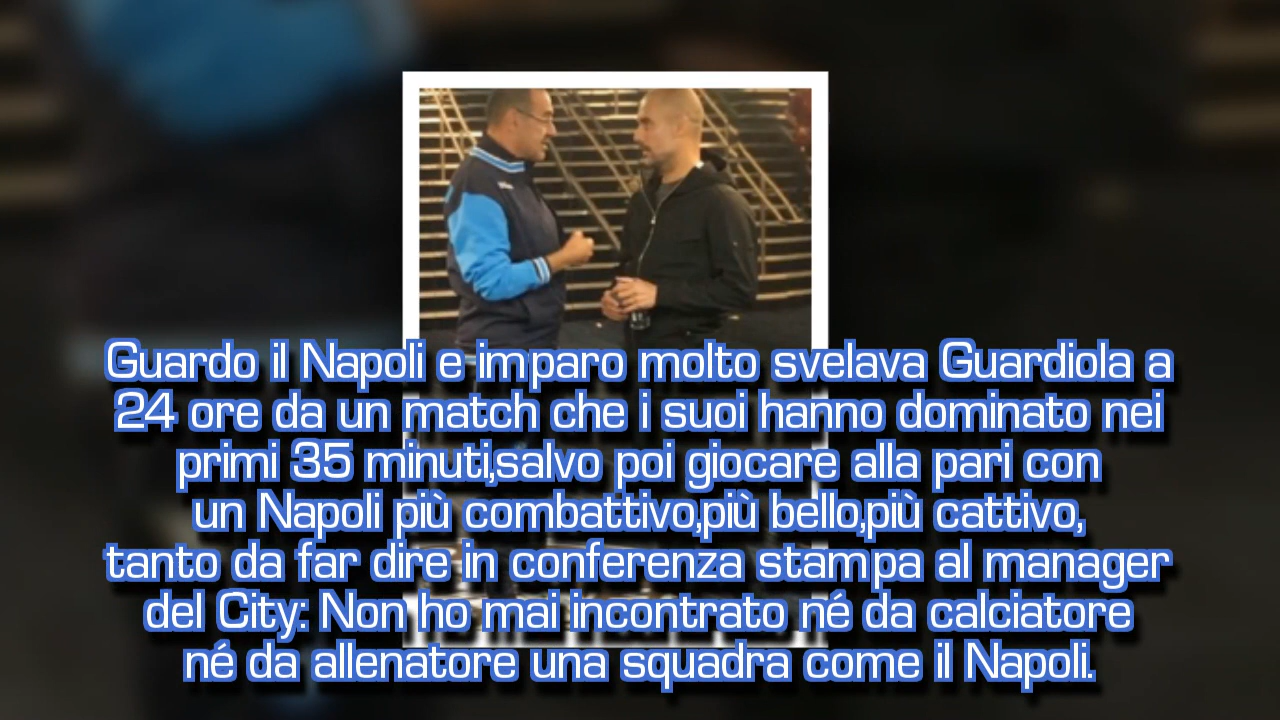 Guardo il Napoli e imparo molto svelava Guardiola a
24 ore da un match che i suoi hanno dominato nei
primi 35 minuti,salvo poi giocare alla pari con
un Napoli più combattivo,più bello,più cattivo,
tanto da far dire in conferenza stampa al manager
del City: Non ho mai incontrato né da calciatore
né da allenatore una squadra come il Napoli.